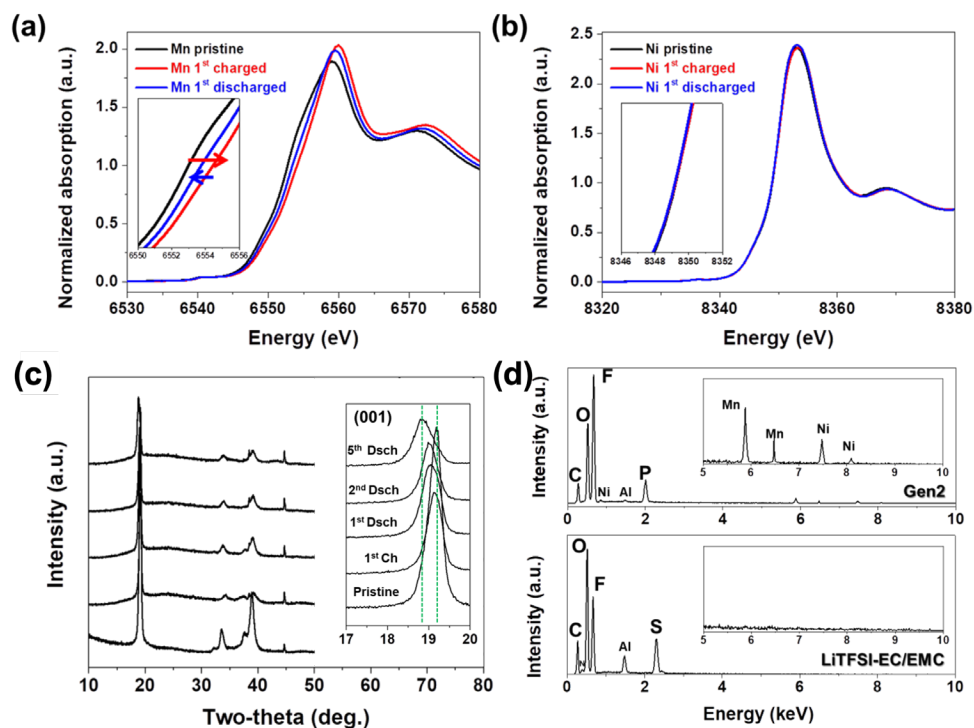 (a)
Mn pristine
Mn 1st charged
Mn 1st discharged
Normalized absorption (a.u.)
2.0
1.5
1.0
0.5
0.0
6550 6552 6554 6556
6530 6540 6550 6560 6570 6580
Energy (eV)
(b)
Ni pristine
Ni 1st charged
Ni 1st discharged
Normalized absorption (a.u.)
2.5
2.0
1.5
1.0
0.5
0.0
8346 8348 8350 8352
8320 8340 8360 8380
Energy (eV)
(c)
Intensity (a.u.)
(001)
5th Dsch
2nd Dsch
1st Dsch
1st Ch
Pristine
17 18 19 20
10 20 30 40 50 60 70 80
Two-theta (deg.)
(d)
Intensity (a.u.)
F
O
C
Ni
Al
P
Mn
Mn
Ni
Ni
5 6 7 8 9 10
Gen2
0 2 4 6 8 10
Intensity (a.u.)
O
F
C
Al
S
5 6 7 8 9 10
LiTFSI-EC/EMC
0 2 4 6 8 10
Energy (keV)